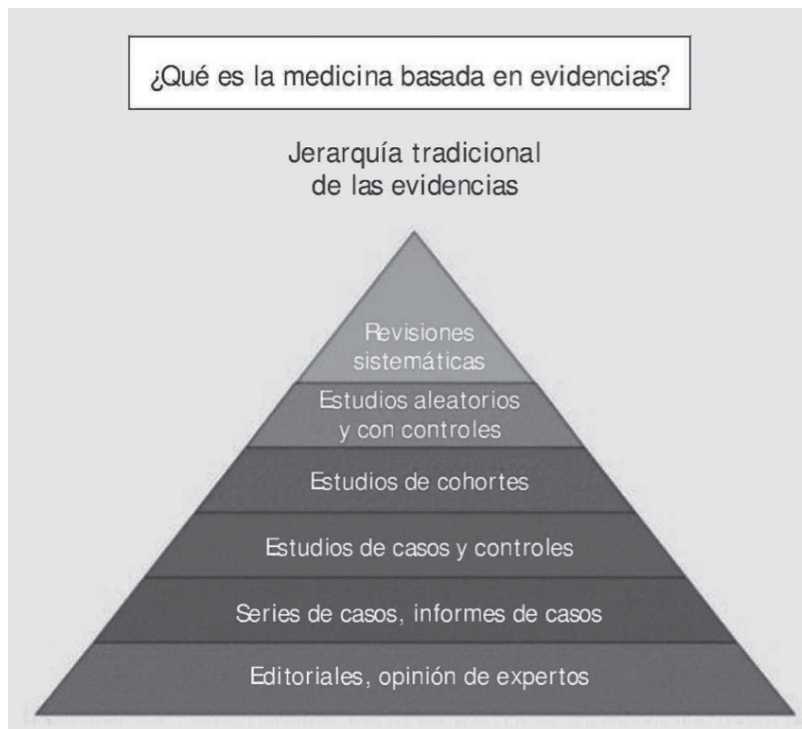 ¿Qué es la medicina basada en evidencias?
Jerarquía tradicional
de las evidencias
Revisiones
sistemáticas
Estudios aleatorios
y con controles
Estudios de cohortes
Estudios de casos y controles
Series de casos, informes de casos
Editoriales, opinión de expertos